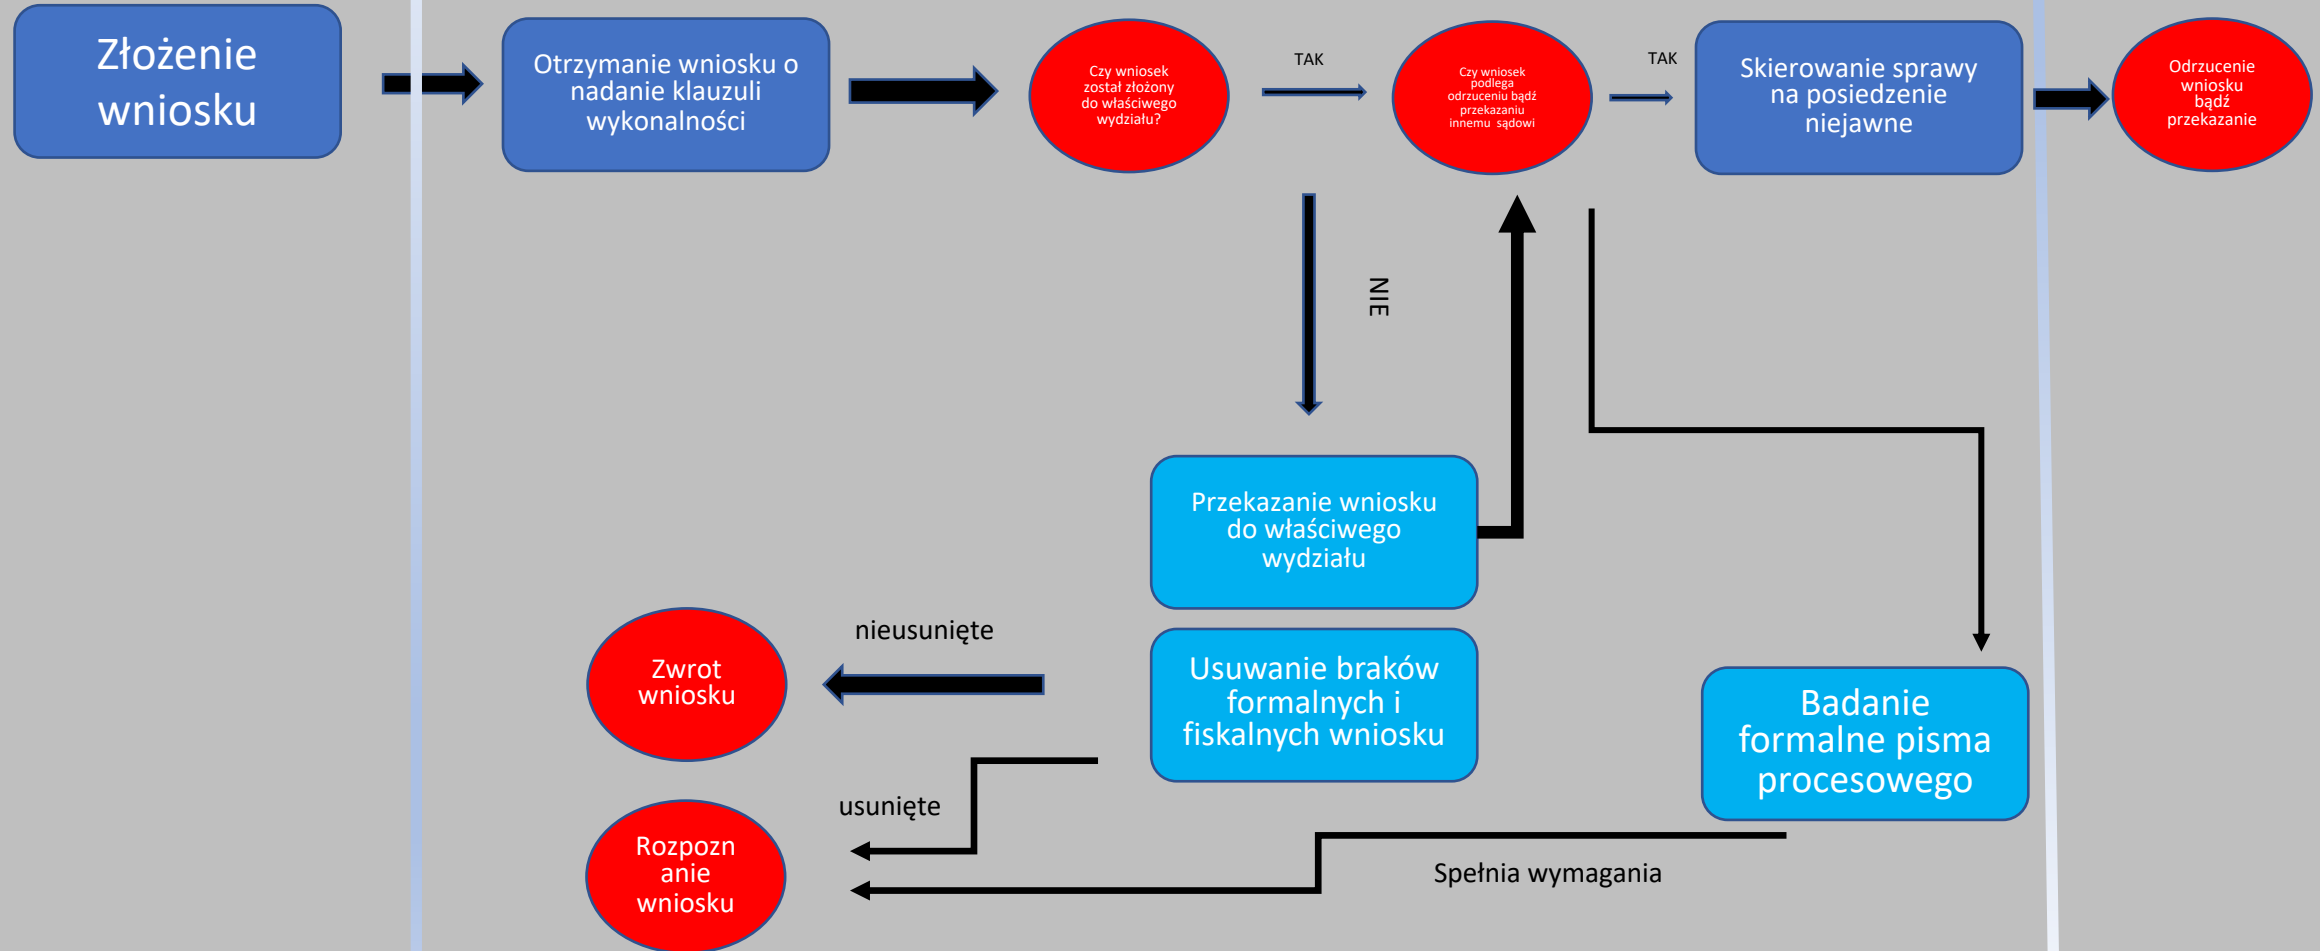 Złożenie
wniosku
Otrzymanie wniosku o
nadanie klauzuli
wykonalności
Czy wniosek
został złożony
do właściwego
wydziału?
TAK
Czy wniosek
podlega
odrzuceniu bądź
przekazaniu
innemu sądowi
TAK
Skierowanie sprawy
na posiedzenie
niejawne
Odrzucenie
wniosku
bądź
przekazanie
NIE
Przekazanie wniosku
do właściwego
wydziału
nieusunięte
Zwrot
wniosku
Usuwanie braków
formalnych i
fiskalnych wniosku
Badanie
formalne pisma
procesowego
usunięte
Rozpozn
anie
wniosku
Spełnia wymagania